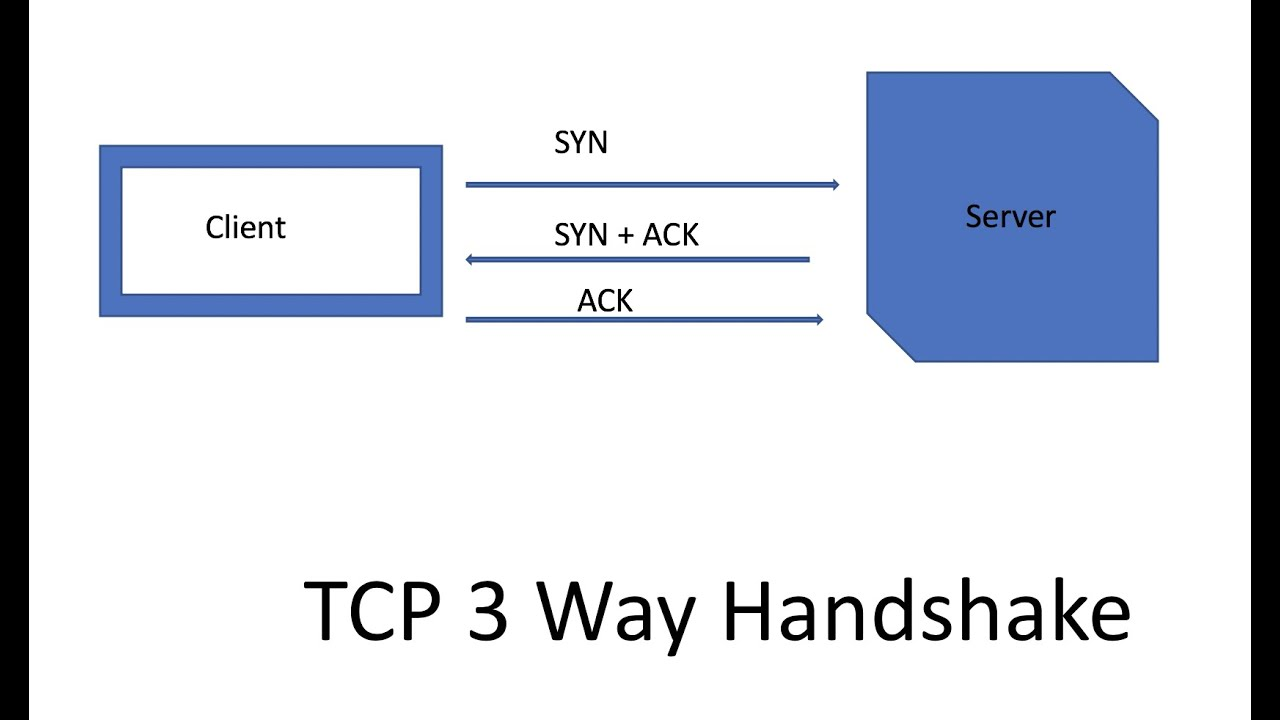 SYN
Client
SYN + ACK
Server
ACK
TCP 3 Way Handshake